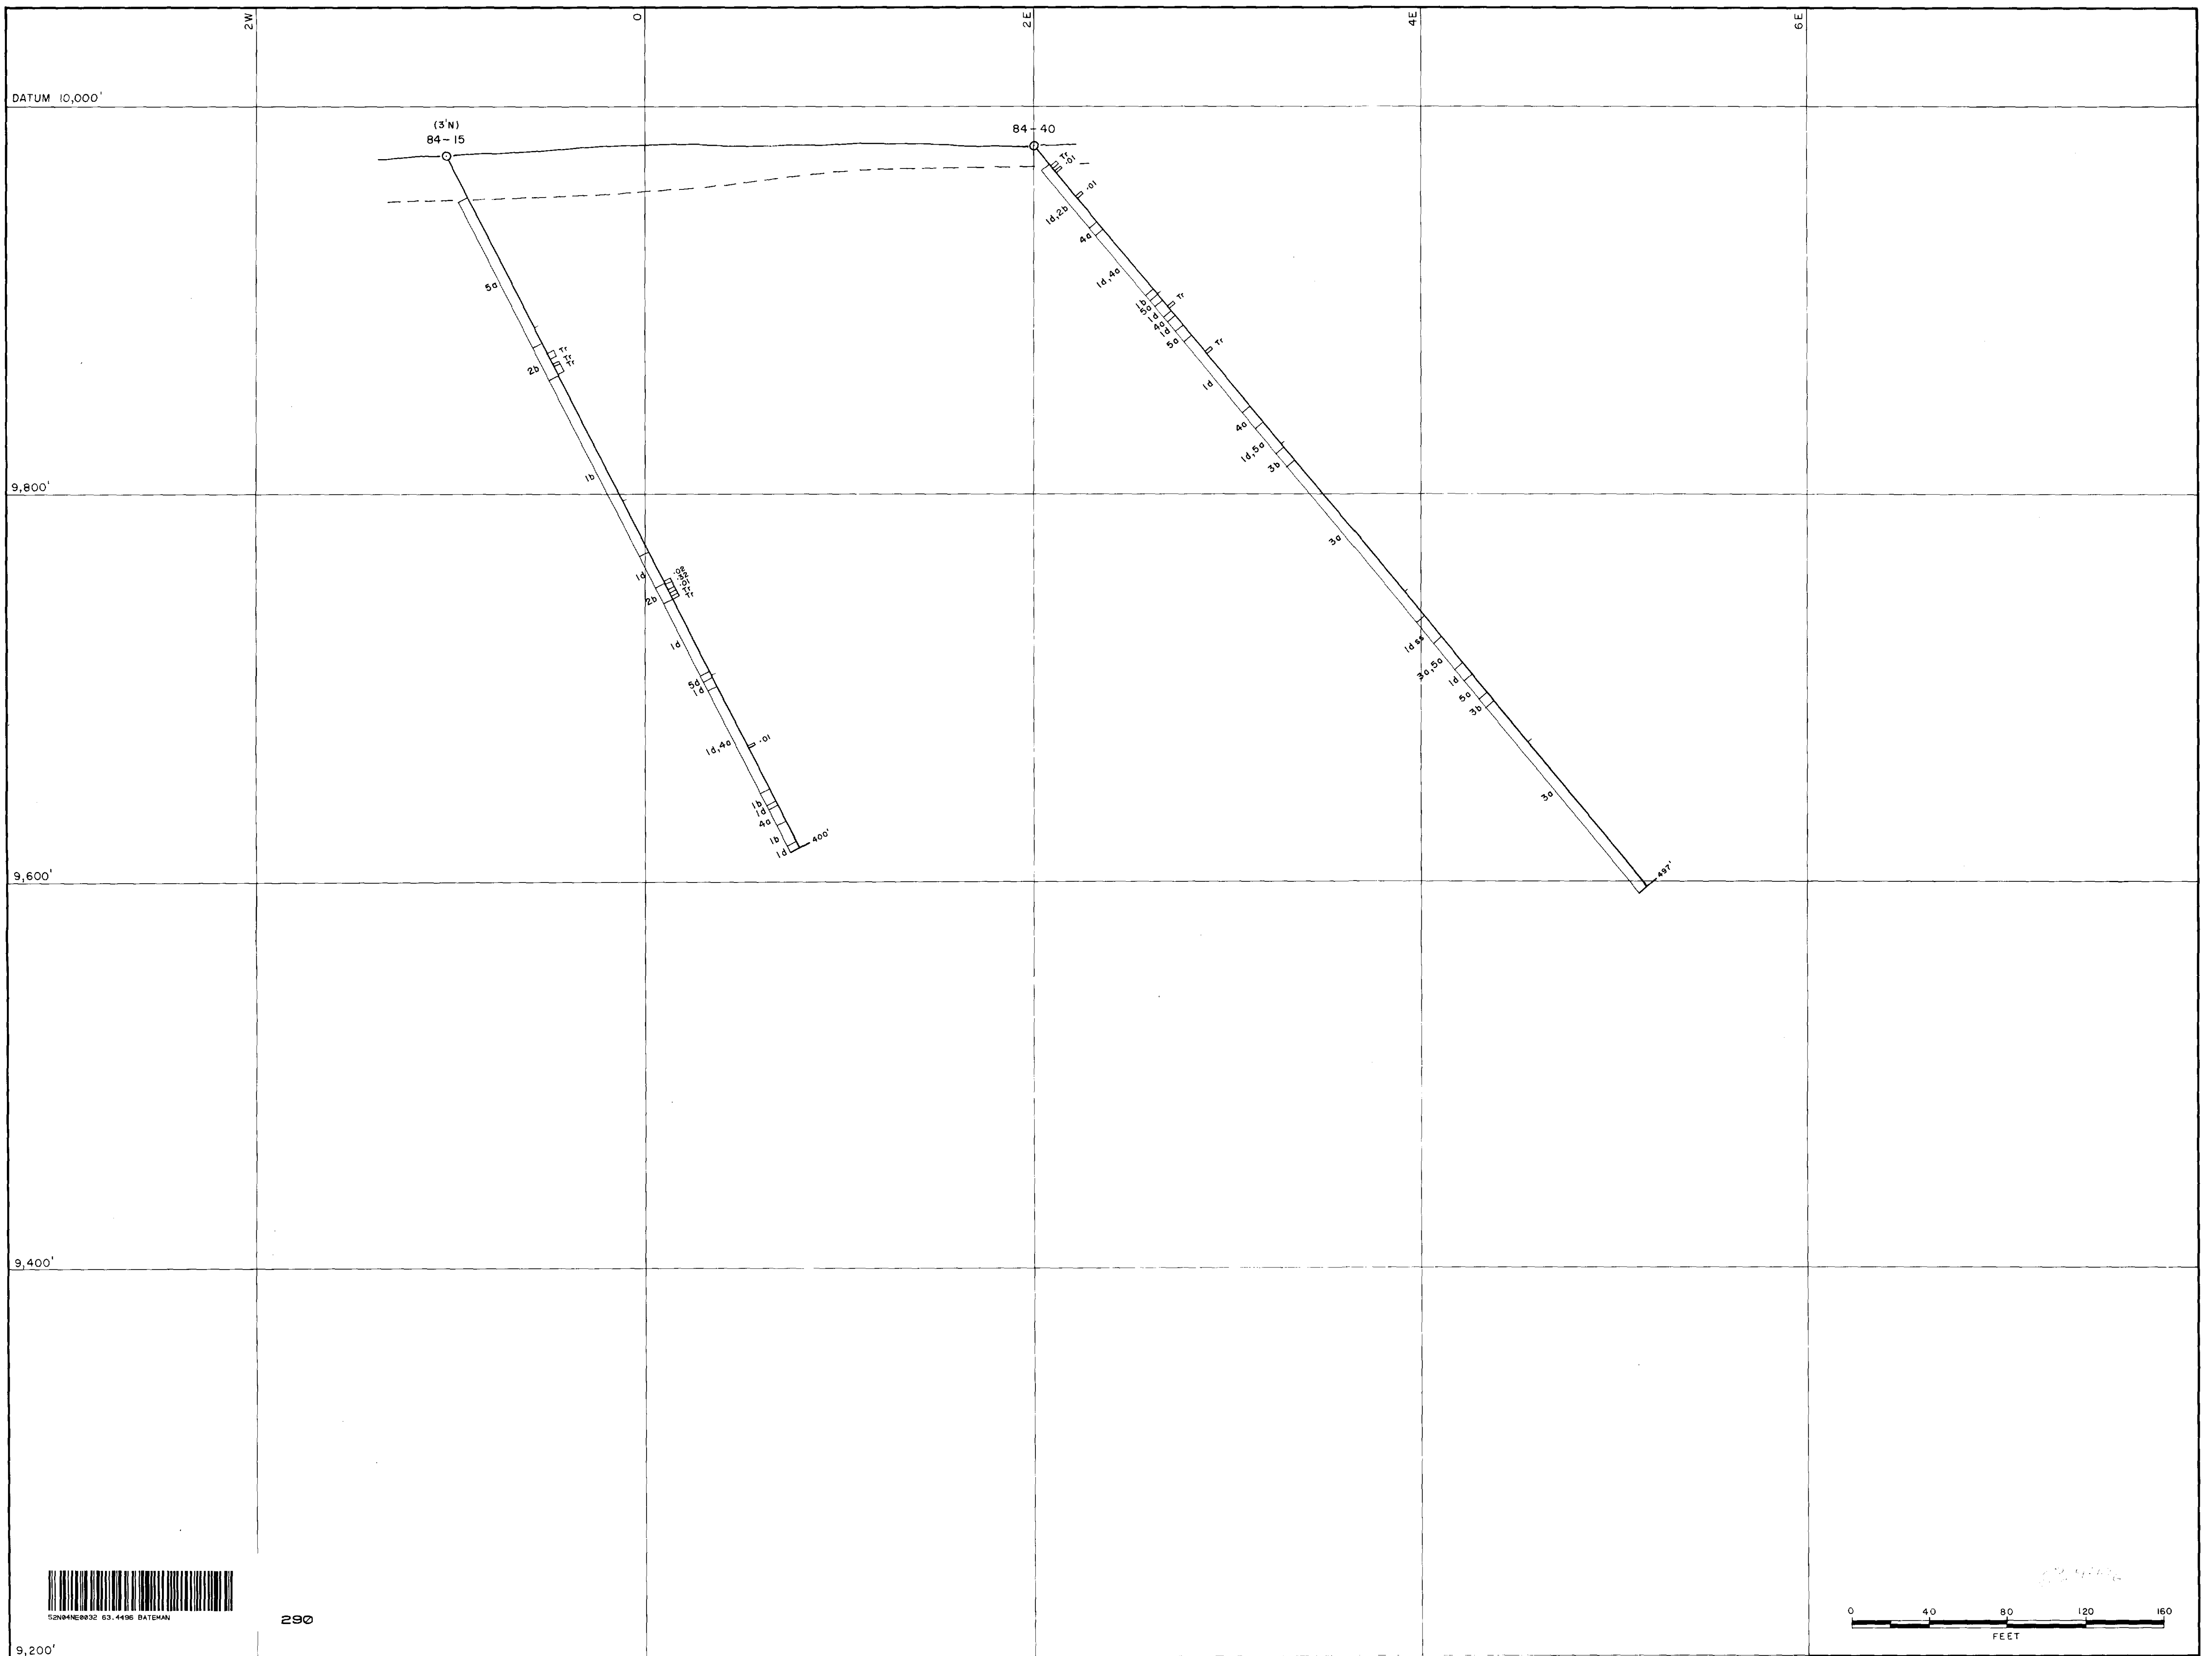 2W
0
2E
4E
6E
DATUM 10,000'
(3'N)
84-15
84-40
Tr
.01
.01
1d,2b
4a
1d,4a
Tr
1b
5a
1d
4a
1d
5a
Tr
1d
4a
1d,5a
3b
3a
1d ss
3a,5a
1d
5a
3b
3a
497'
5a
Tr
Tr
Tr
2b
1b
9,800'
1d
.02
.32
.01
Tr
Tr
2b
1d
5d
1d
.01
1d,4a
1b
1d
4a
1b
1d
400'
9,600'
9,400'
52N04NE0032 63.4496 BATEMAN
290
0 40 80 120 160
FEET
9,200'